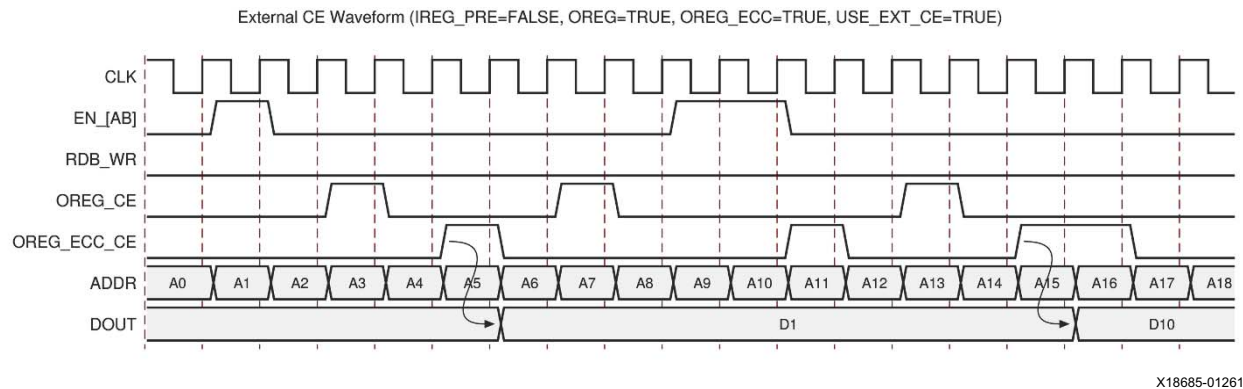 External CE Waveform (IREG_PRE=FALSE, OREG=TRUE, OREG_ECC=TRUE, USE_EXT_CE=TRUE)
CLK
EN_[AB]
RDB_WR
OREG_CE
OREG_ECC_CE
ADDR A0 A1 A2 A3 A4 A5 A6 A7 A8 A9 A10 A11 A12 A13 A14 A15 A16 A17 A18
DOUT D1 D10
X18685-01261